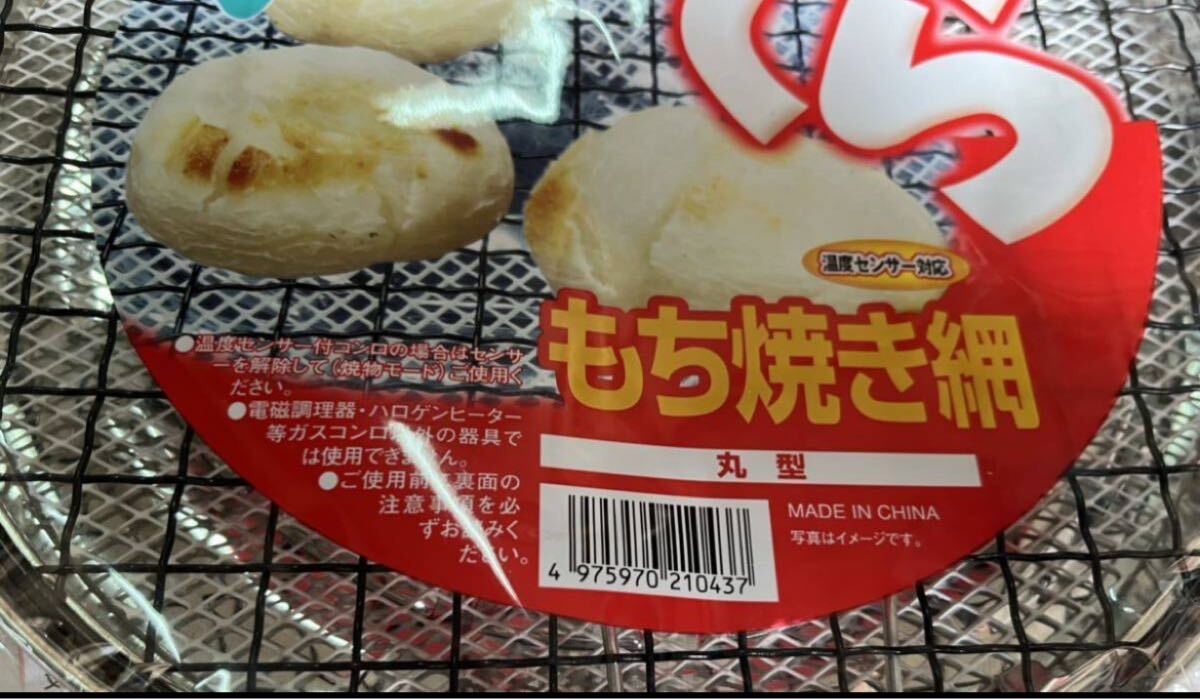 ら
温度センサー対応
もち焼き網
丸型
●温度センサー付コンロの場合はセンサ
ーを解除して(焼物モード)ご使用く
ださい。
●電磁調理器・ハロゲンヒーター
等ガスコンロ以外の器具で
は使用できません。
●ご使用前に裏面の
注意事項を必
ずお読みく
ださい。
MADE IN CHINA
写真はイメージです。
4 975970 210437